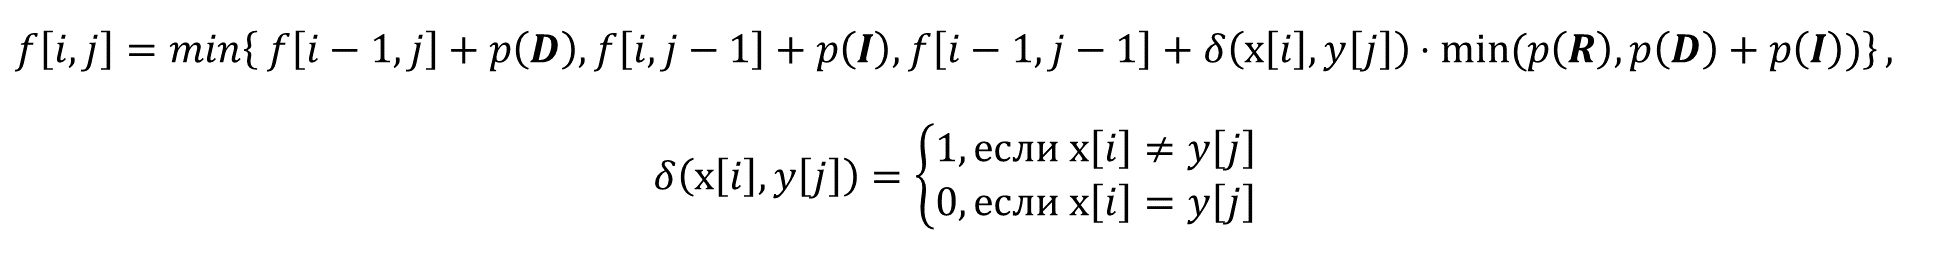 f[i, j] = min{ f[i − 1, j] + p(D), f[i, j − 1] + p(I), f[i − 1, j − 1] + δ(x[i], y[j]) · min(p(R), p(D) + p(I))} ,
δ(x[i], y[j]) = {1, если x[i] ≠ y[j]
0, если x[i] = y[j]